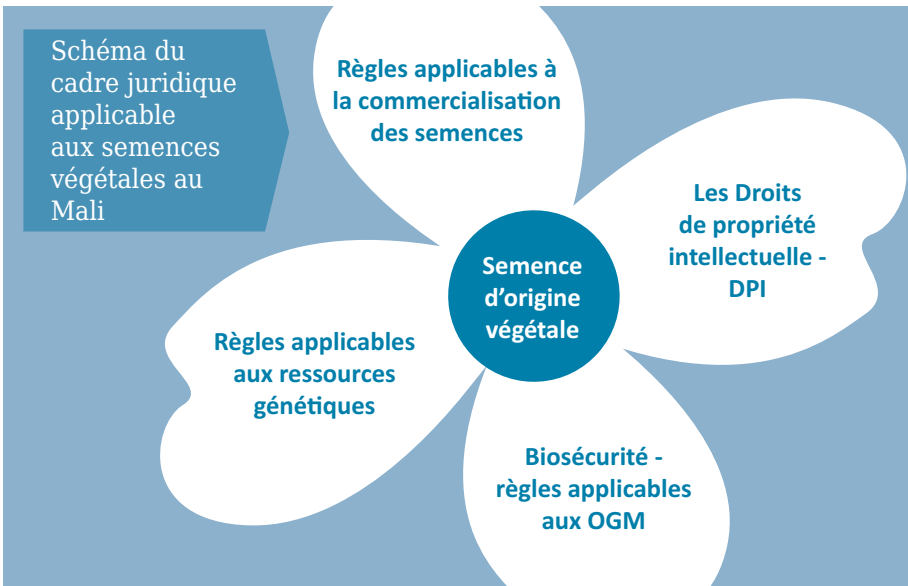 Schéma du
cadre juridique
applicable
aux semences
végétales au
Mali
Règles applicables à
la commercialisation
des semences
Les Droits
de propriété
intellectuelle -
DPI
Semence
d’origine
végétale
Règles applicables
aux ressources
génétiques
Biosécurité -
règles applicables
aux OGM